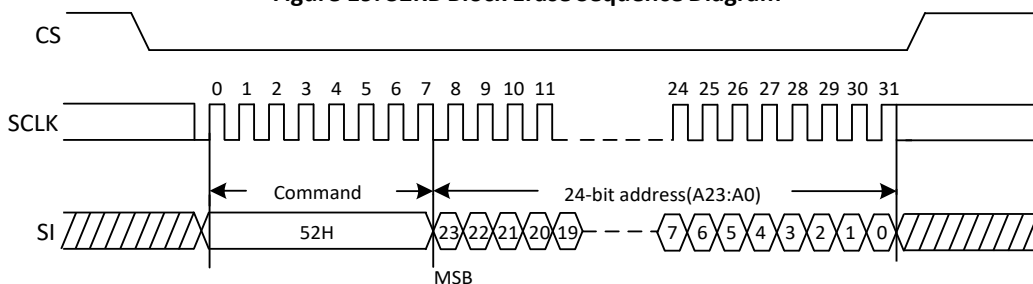 CS
0 1 2 3 4 5 6 7 8 9 10 11 24 25 26 27 28 29 30 31
SCLK
Command 24-bit address(A23:A0)
SI 52H 23 22 21 20 19 7 6 5 4 3 2 1 0
MSB